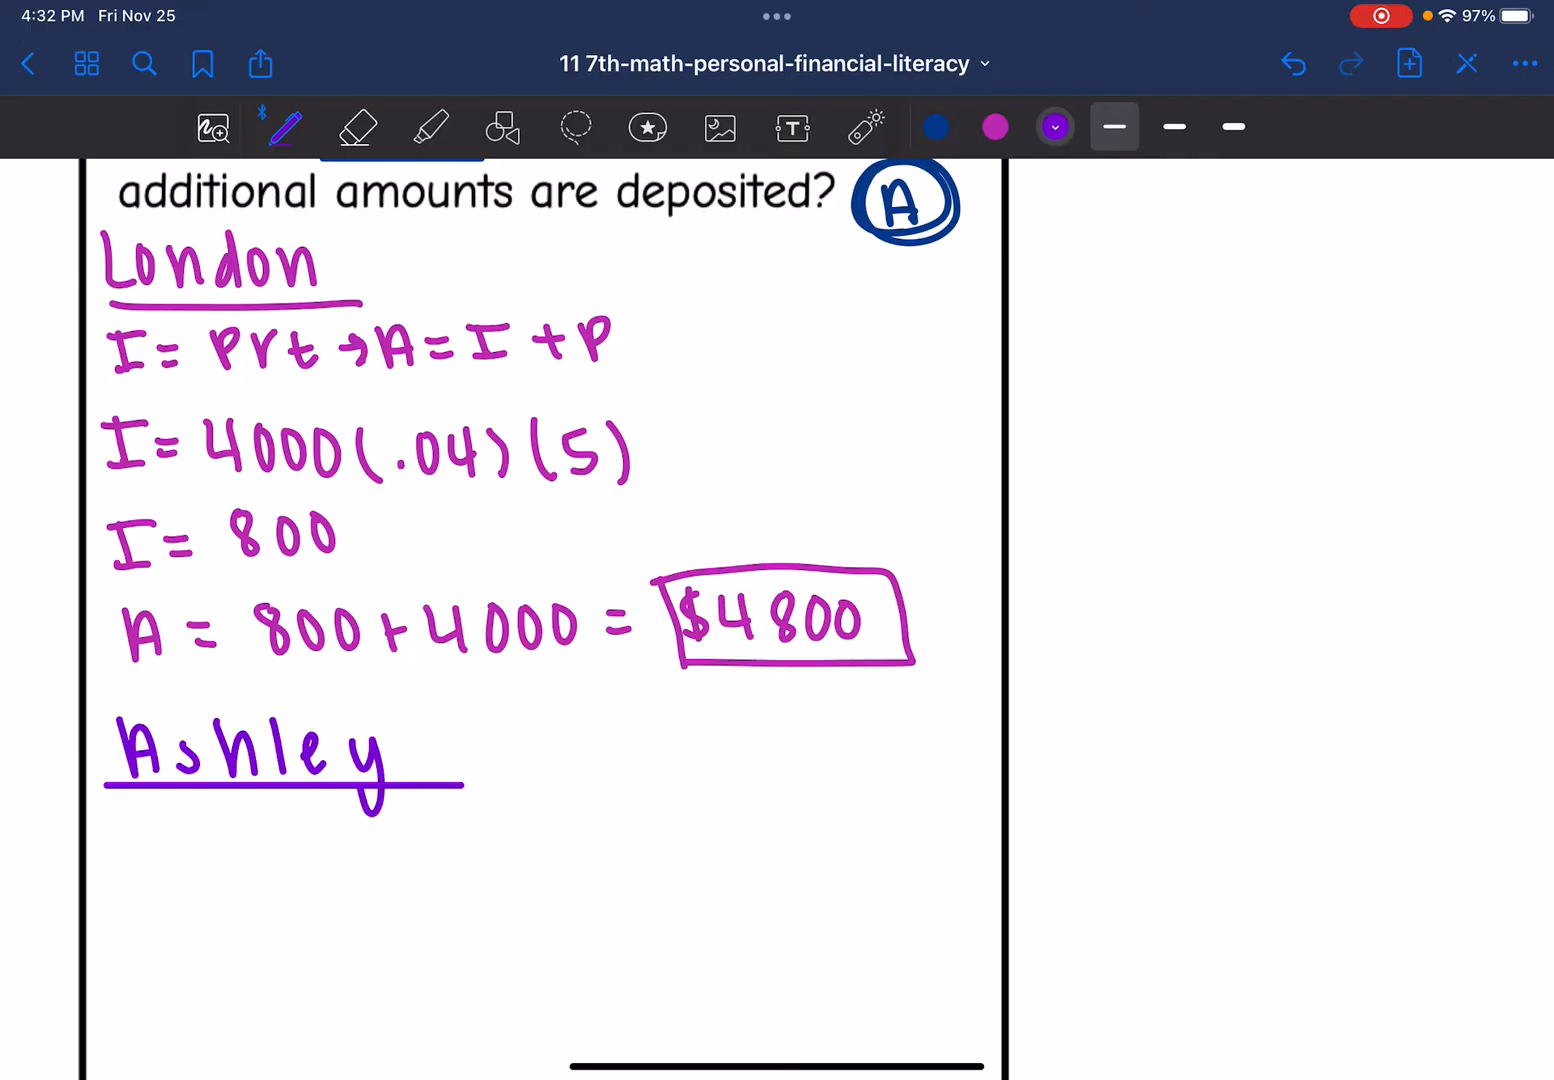 4:32 PM Fri Nov 25
97%
11 7th-math-personal-financial-literacy
T
additional amounts are deposited? A
London
I = Prt → A = I + P
I = 4000(.04)(5)
I = 800
A = 800 + 4000 = $4800
Ashley